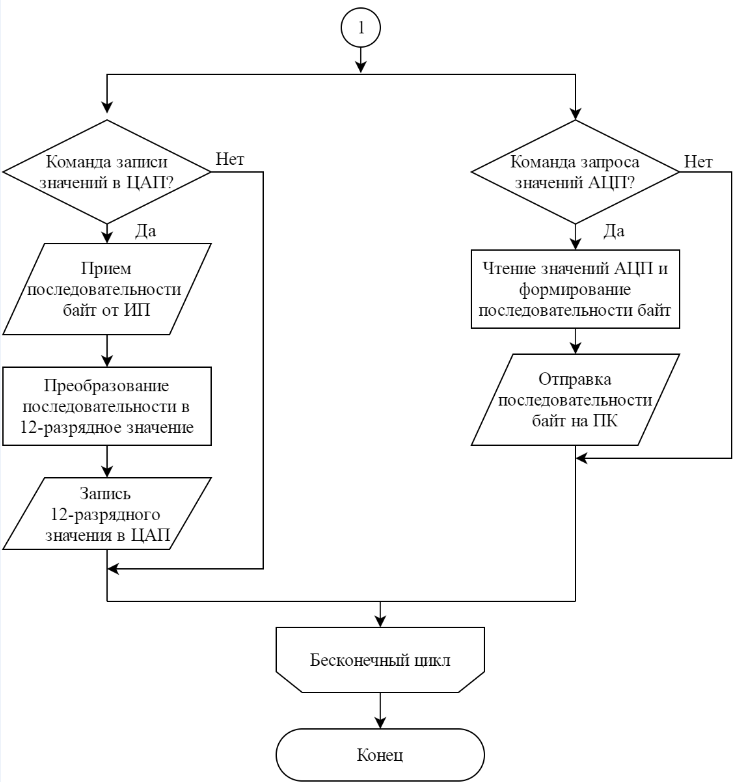 1
Команда записи
значений в ЦАП?
Нет
Да
Прием
последовательности
байт от ИП
Преобразование
последовательности в
12-разрядное значение
Запись
12-разрядного
значения в ЦАП
Команда запроса
значений АЦП?
Нет
Да
Чтение значений АЦП и
формирование
последовательности байт
Отправка
последовательности
байт на ПК
Бесконечный цикл
Конец